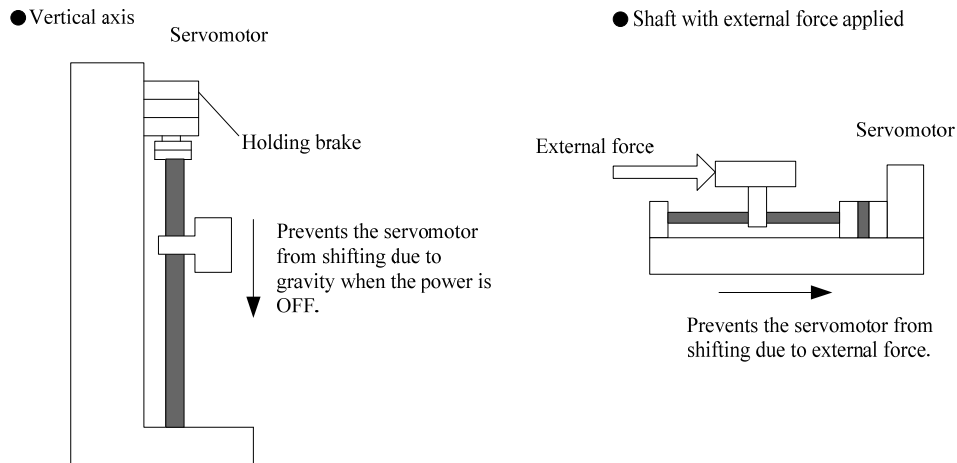 ● Vertical axis
Servomotor
Holding brake
Prevents the servomotor
from shifting due to
gravity when the power is
OFF.
● Shaft with external force applied
Servomotor
External force
Prevents the servomotor from
shifting due to external force.